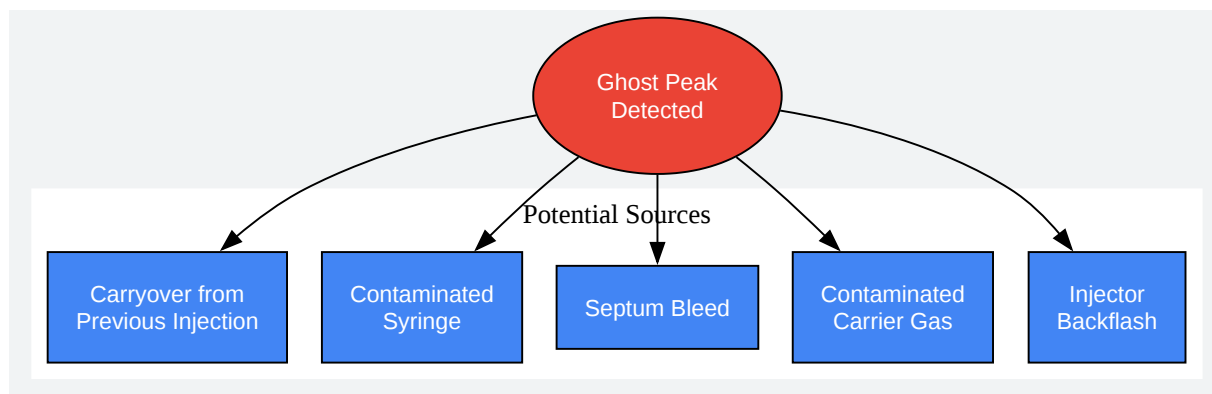 Ghost Peak
Detected
Potential Sources
Carryover from
Previous Injection
Contaminated
Syringe
Septum Bleed
Contaminated
Carrier Gas
Injector
Backflash